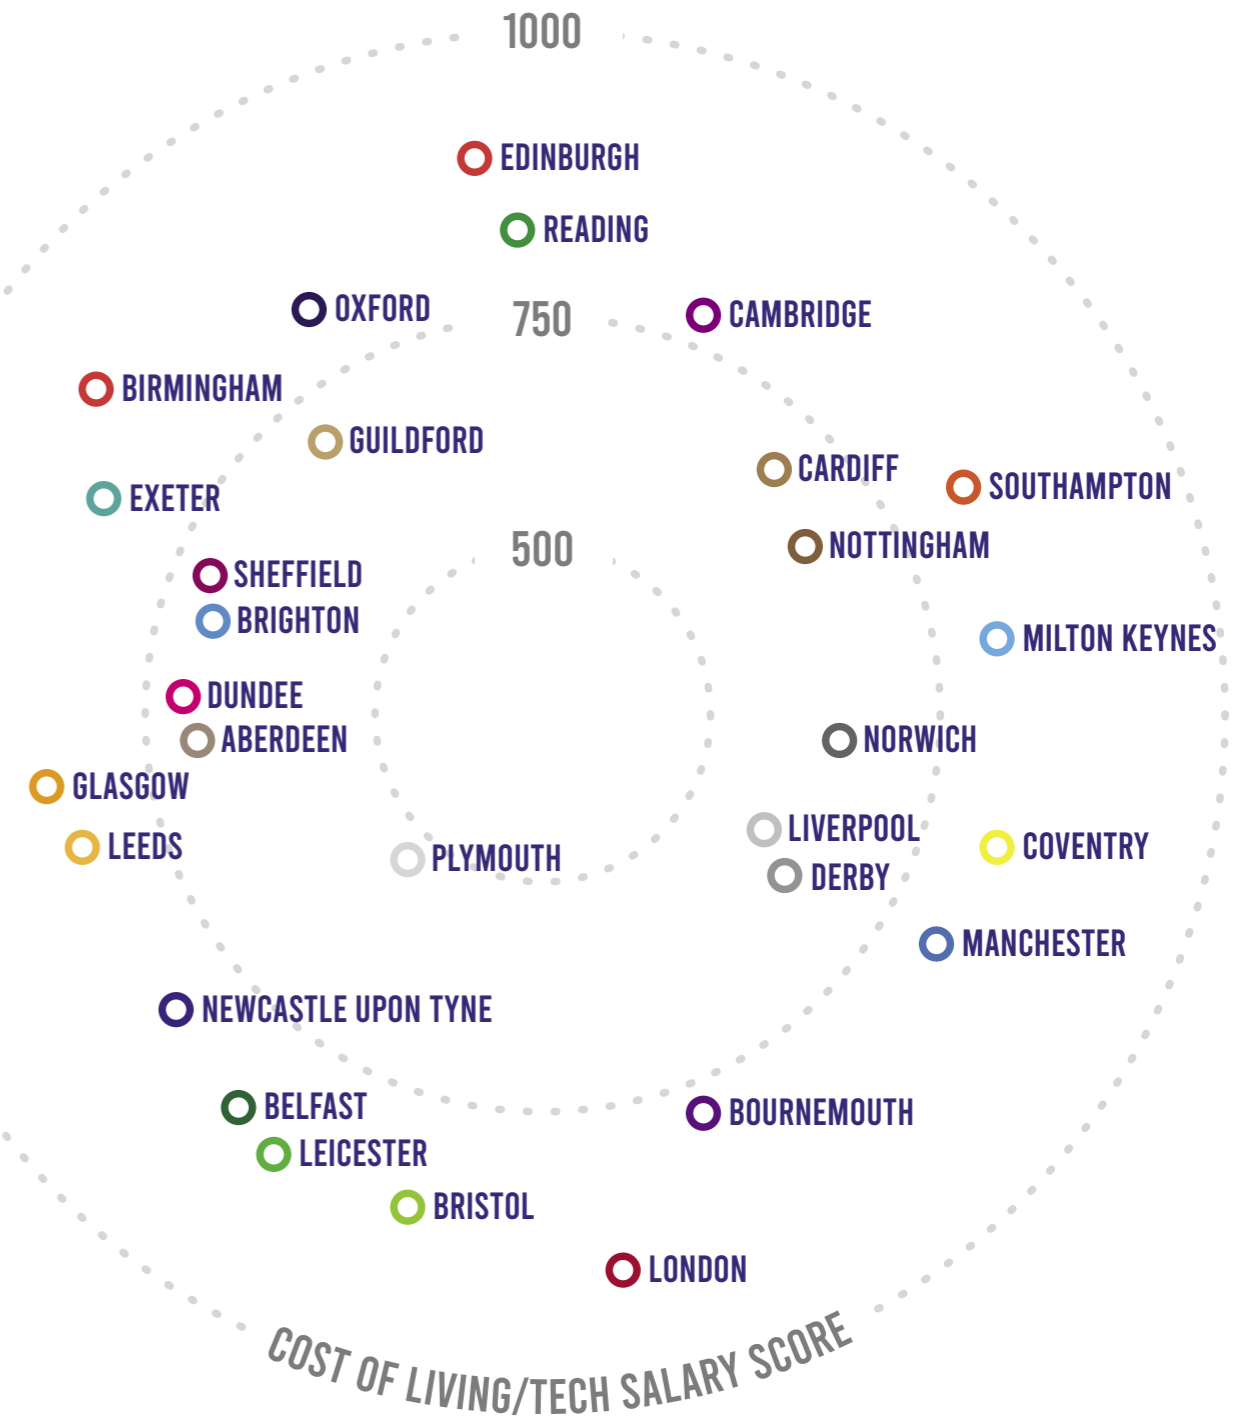 1000
EDINBURGH
READING
OXFORD
750
CAMBRIDGE
BIRMINGHAM
GUILDFORD
CARDIFF
SOUTHAMPTON
EXETER
500
NOTTINGHAM
SHEFFIELD
BRIGHTON
MILTON KEYNES
DUNDEE
ABERDEEN
NORWICH
GLASGOW
LIVERPOOL
LEEDS
COVENTRY
PLYMOUTH
DERBY
MANCHESTER
NEWCASTLE UPON TYNE
BELFAST
BOURNEMOUTH
LEICESTER
BRISTOL
LONDON
COST OF LIVING/TECH SALARY SCORE